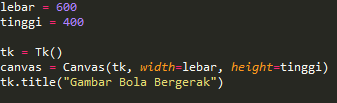 lebar = 600
tinggi = 400
tk = Tk()
canvas = Canvas(tk, width=lebar, height=tinggi)
tk.title("Gambar Bola Bergerak")